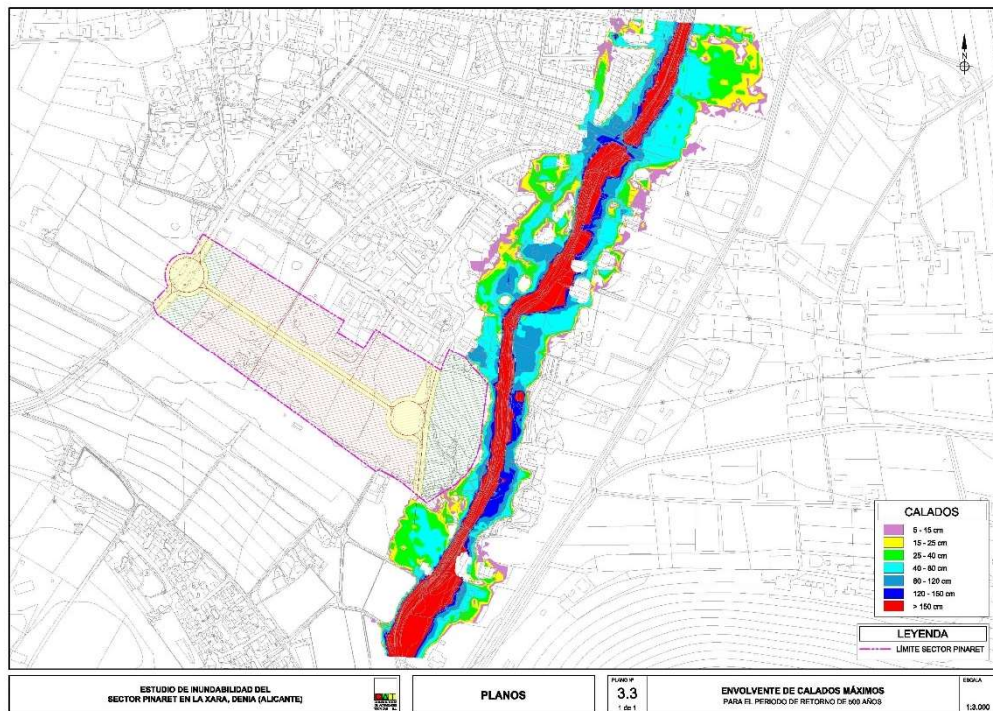 N
CALADOS
5 - 15 cm
15 - 25 cm
25 - 40 cm
40 - 80 cm
80 - 120 cm
120 - 150 cm
> 150 cm
LEYENDA
LÍMITE SECTOR PINARET
ESTUDIO DE INUNDABILIDAD DEL
SECTOR PINARET EN LA XARA, DENIA (ALICANTE)
PLANOS
PLANO Nº
3.3
1 de 1
ENVOLVENTE DE CALADOS MÁXIMOS
PARA EL PERIODO DE RETORNO DE 500 AÑOS
ESCALA
1:3.000